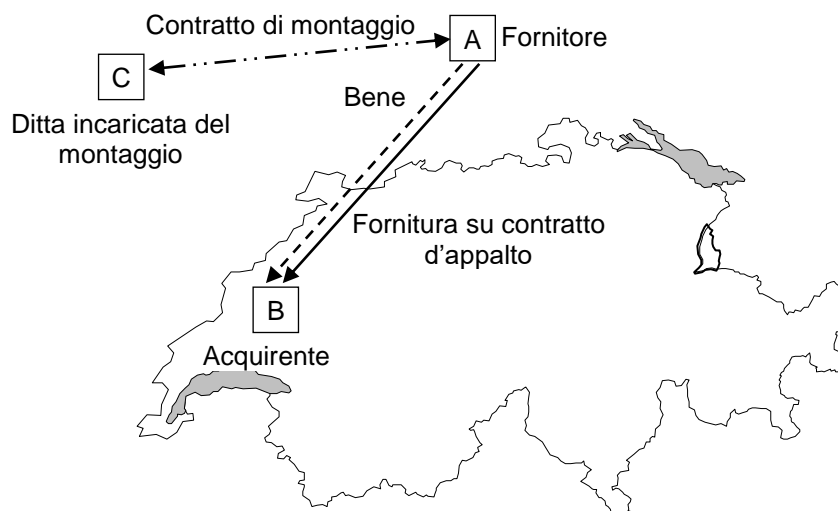 Contratto di montaggio
A
Fornitore
C
Bene
Ditta incaricata del
montaggio
Fornitura su contratto
d'appalto
B
Acquirente